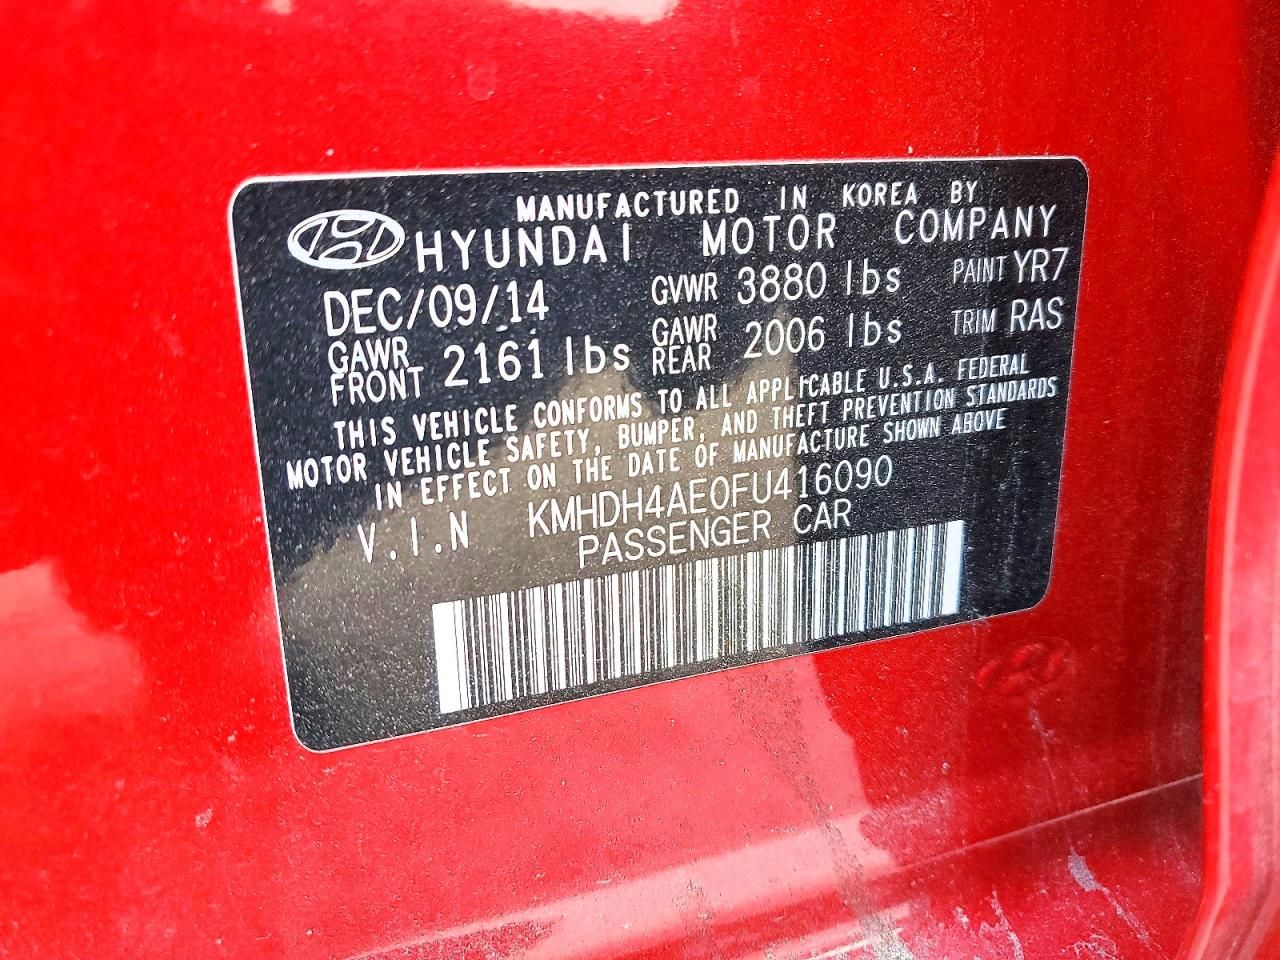 MANUFACTURED IN KOREA BY
HYUNDAI MOTOR COMPANY
DEC/09/14 GVWR 3880 lbs PAINT YR7
GAWR FRONT 2161 lbs GAWR REAR 2006 lbs TRIM RAS
THIS VEHICLE CONFORMS TO ALL APPLICABLE U.S.A. FEDERAL
MOTOR VEHICLE SAFETY, BUMPER, AND THEFT PREVENTION STANDARDS
IN EFFECT ON THE DATE OF MANUFACTURE SHOWN ABOVE
V.I.N KMHDH4AE0FU416090
PASSENGER CAR